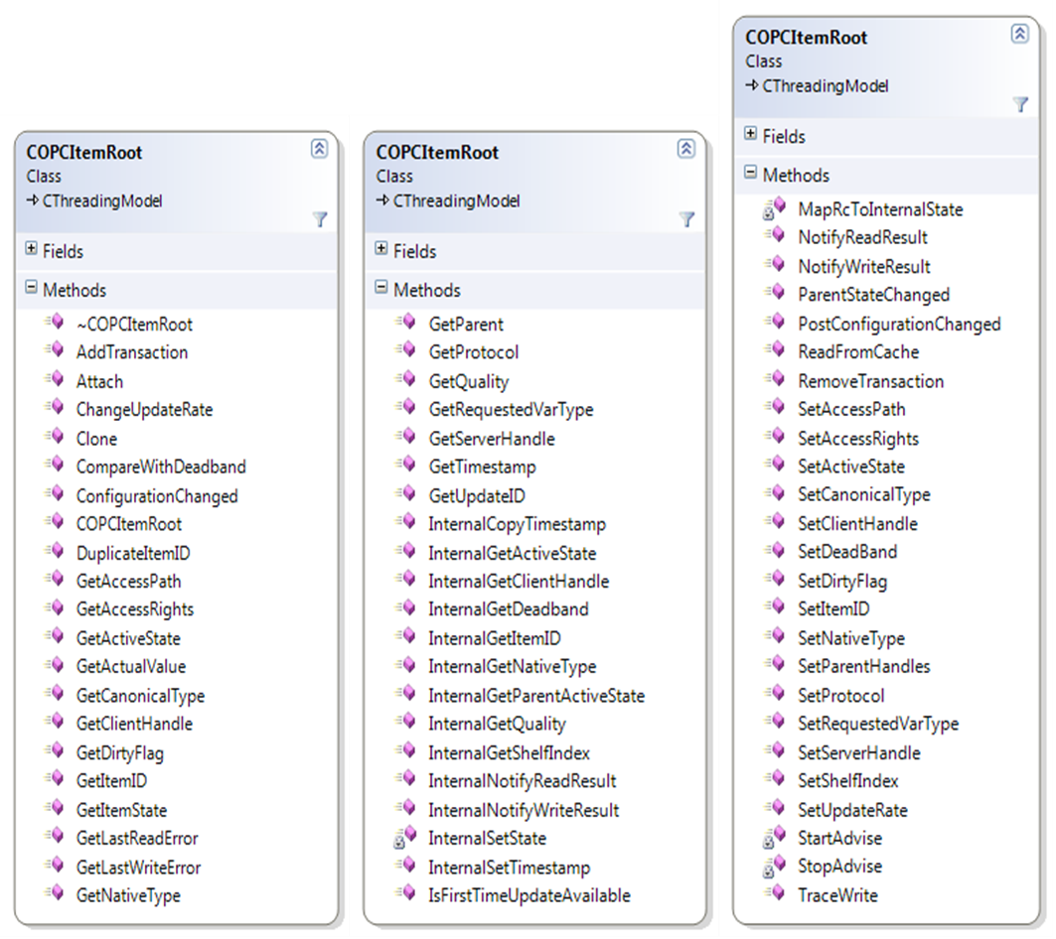 COPCItemRoot
Class
CThreadingModel
Fields
Methods
~COPCItemRoot
AddTransaction
Attach
ChangeUpdateRate
Clone
CompareWithDeadband
ConfigurationChanged
COPCItemRoot
DuplicateItemID
GetAccessPath
GetAccessRights
GetActiveState
GetActualValue
GetCanonicalType
GetClientHandle
GetDirtyFlag
GetItemID
GetItemState
GetLastReadError
GetLastWriteError
GetNativeType
COPCItemRoot
Class
CThreadingModel
Fields
Methods
GetParent
GetProtocol
GetQuality
GetRequestedVarType
GetServerHandle
GetTimestamp
GetUpdateID
InternalCopyTimestamp
InternalGetActiveState
InternalGetClientHandle
InternalGetDeadband
InternalGetItemID
InternalGetNativeType
InternalGetParentActiveState
InternalGetQuality
InternalGetShelfIndex
InternalNotifyReadResult
InternalNotifyWriteResult
InternalSetState
InternalSetTimestamp
IsFirstTimeUpdateAvailable
COPCItemRoot
Class
CThreadingModel
Fields
Methods
MapRcToInternalState
NotifyReadResult
NotifyWriteResult
ParentStateChanged
PostConfigurationChanged
ReadFromCache
RemoveTransaction
SetAccessPath
SetAccessRights
SetActiveState
SetCanonicalType
SetClientHandle
SetDeadBand
SetDirtyFlag
SetItemID
SetNativeType
SetParentHandles
SetProtocol
SetRequestedVarType
SetServerHandle
SetShelfIndex
SetUpdateRate
StartAdvise
StopAdvise
TraceWrite